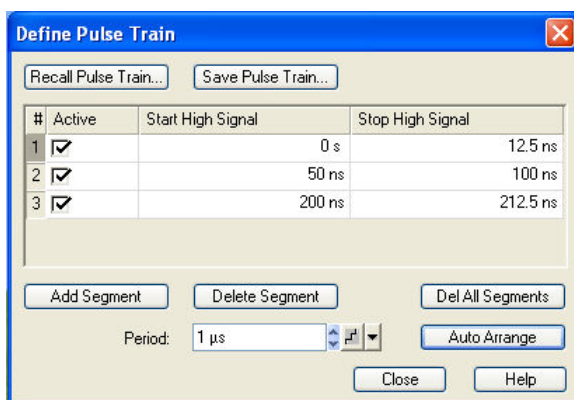 Define Pulse Train
Recall Pulse Train... Save Pulse Train...
# Active Start High Signal Stop High Signal
1 0 s 12.5 ns
2 50 ns 100 ns
3 200 ns 212.5 ns
Add Segment Delete Segment Del All Segments
Period: 1 µs Auto Arrange
Close Help